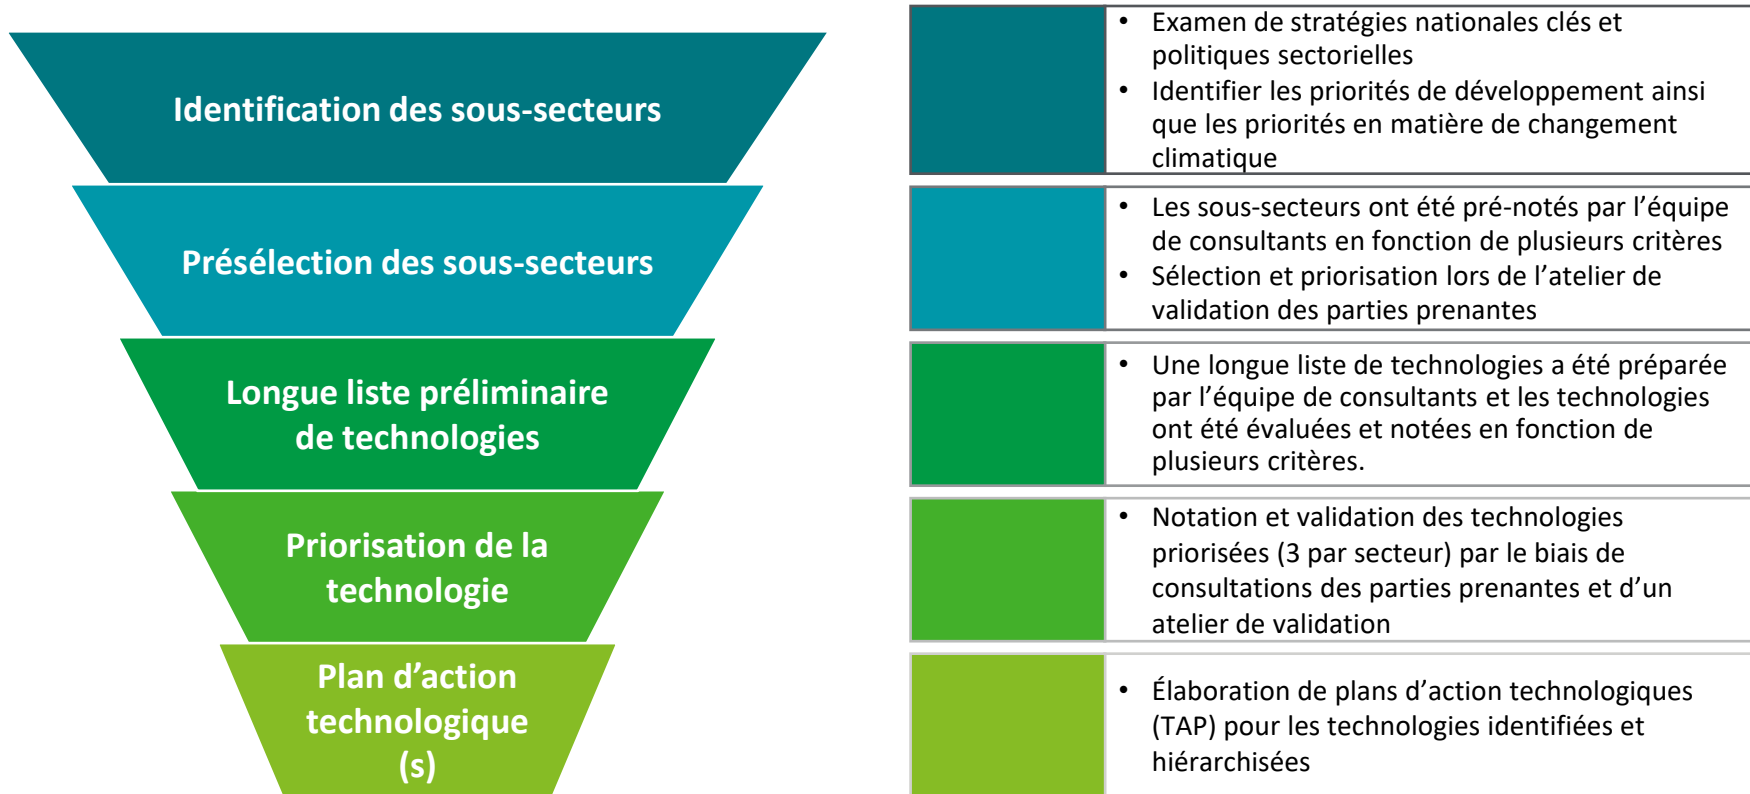 Identification des sous-secteurs
Présélection des sous-secteurs
Longue liste préliminaire
de technologies
Priorisation de la
technologie
Plan d’action
technologique
(s)
• Examen de stratégies nationales clés et
politiques sectorielles
• Identifier les priorités de développement ainsi
que les priorités en matière de changement
climatique
• Les sous-secteurs ont été pré-notés par l’équipe
de consultants en fonction de plusieurs critères
• Sélection et priorisation lors de l’atelier de
validation des parties prenantes
• Une longue liste de technologies a été préparée
par l’équipe de consultants et les technologies
ont été évaluées et notées en fonction de
plusieurs critères.
• Notation et validation des technologies
priorisées (3 par secteur) par le biais de
consultations des parties prenantes et d’un
atelier de validation
• Élaboration de plans d’action technologiques
(TAP) pour les technologies identifiées et
hiérarchisées